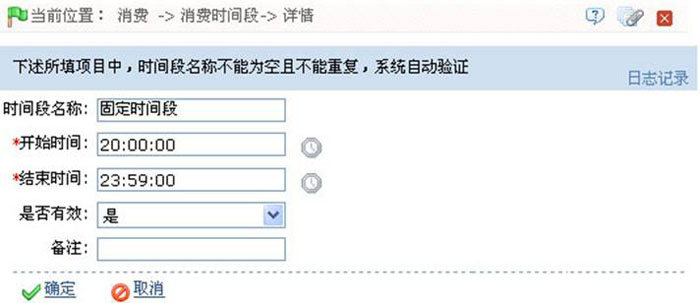 当前位置： 消费 -> 消费时间段-> 详情
下述所填项目中，时间段名称不能为空且不能重复，系统自动验证
日志记录
时间段名称: 固定时间段
*开始时间: 20:00:00
*结束时间: 23:59:00
是否有效: 是
备注:
确定 取消